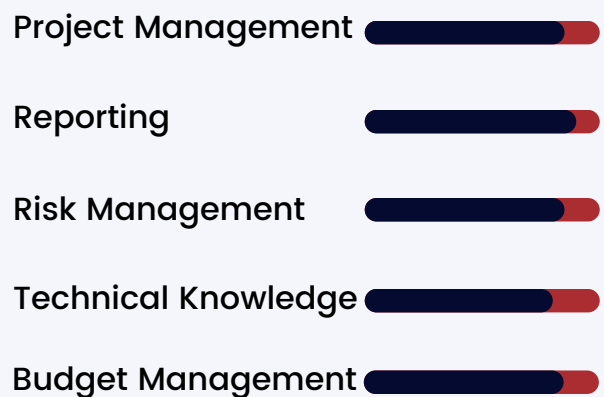 Project Management
Reporting
Risk Management
Technical Knowledge
Budget Management